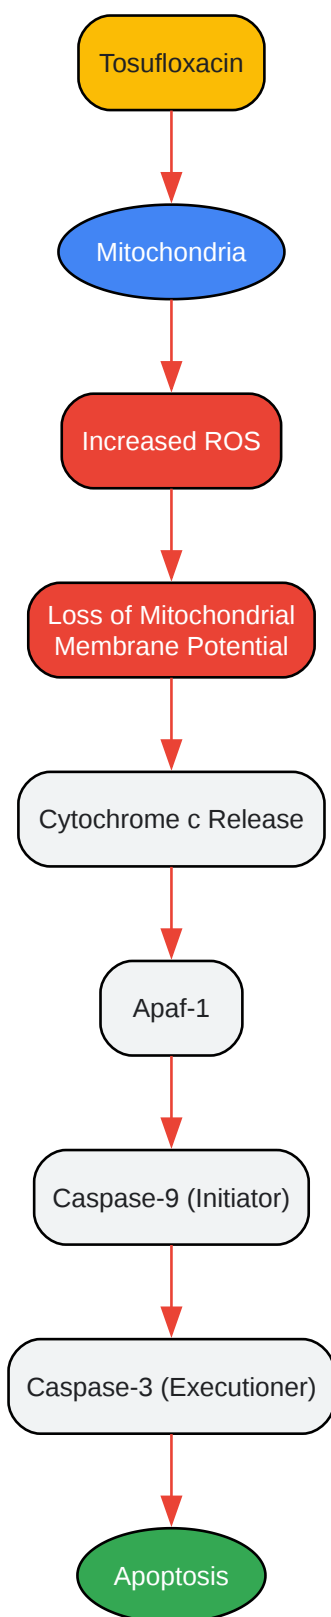 Tosufloxacin
Mitochondria
Increased ROS
Loss of Mitochondrial
Membrane Potential
Cytochrome c Release
Apaf-1
Caspase-9 (Initiator)
Caspase-3 (Executioner)
Apoptosis